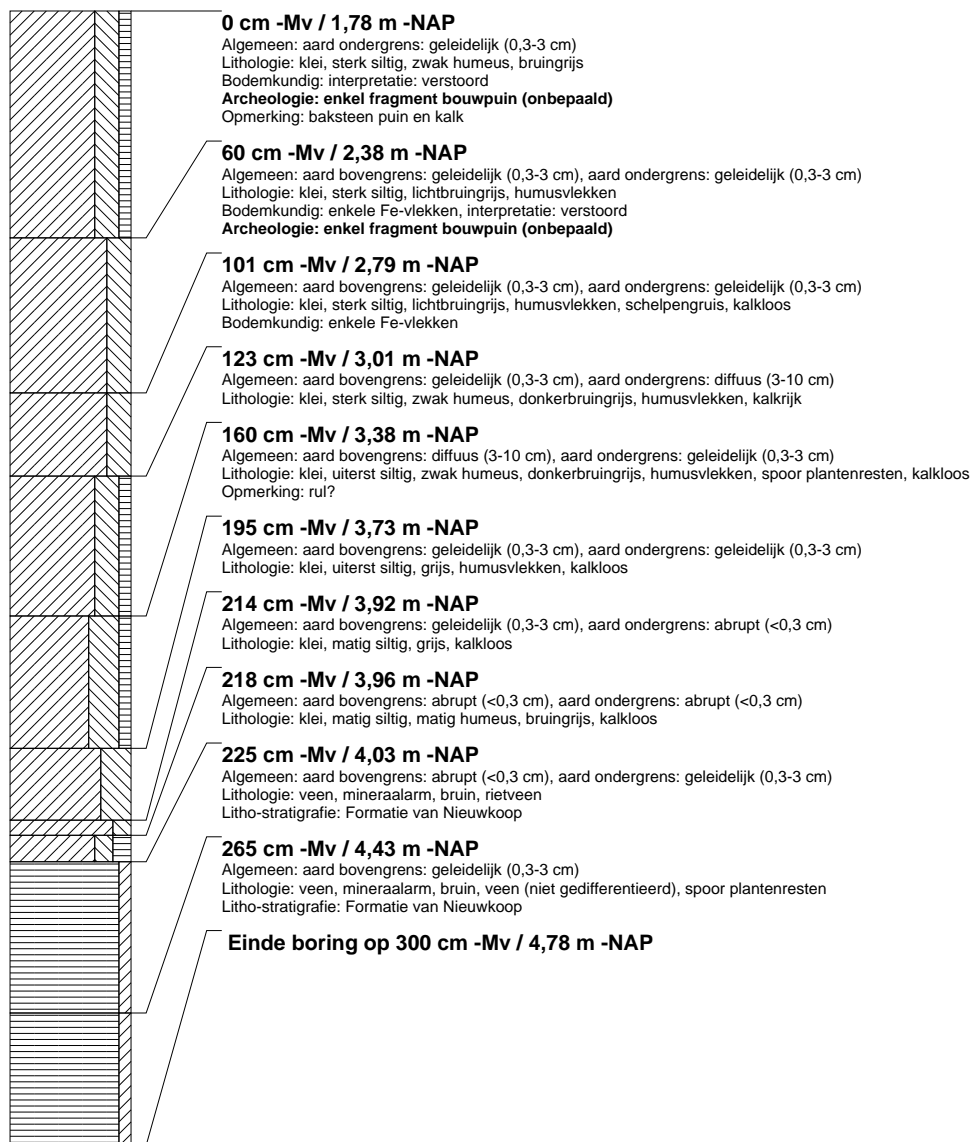 0 cm -Mv / 1,78 m -NAP
Algemeen: aard ondergrens: geleidelijk (0,3-3 cm)
Lithologie: klei, sterk siltig, zwak humeus, bruingrijs
Bodemkundig: interpretatie: verstoord
Archeologie: enkel fragment bouwpuin (onbepaald)
Opmerking: baksteen puin en kalk
60 cm -Mv / 2,38 m -NAP
Algemeen: aard bovengrens: geleidelijk (0,3-3 cm), aard ondergrens: geleidelijk (0,3-3 cm)
Lithologie: klei, sterk siltig, lichtbruingrijs, humusvlekken
Bodemkundig: enkele Fe-vlekken, interpretatie: verstoord
Archeologie: enkel fragment bouwpuin (onbepaald)
101 cm -Mv / 2,79 m -NAP
Algemeen: aard bovengrens: geleidelijk (0,3-3 cm), aard ondergrens: geleidelijk (0,3-3 cm)
Lithologie: klei, sterk siltig, lichtbruingrijs, humusvlekken, schelpengruis, kalkloos
Bodemkundig: enkele Fe-vlekken
123 cm -Mv / 3,01 m -NAP
Algemeen: aard bovengrens: geleidelijk (0,3-3 cm), aard ondergrens: diffuus (3-10 cm)
Lithologie: klei, sterk siltig, zwak humeus, donkerbruingrijs, humusvlekken, kalkrijk
160 cm -Mv / 3,38 m -NAP
Algemeen: aard bovengrens: diffuus (3-10 cm), aard ondergrens: geleidelijk (0,3-3 cm)
Lithologie: klei, uiterst siltig, zwak humeus, donkerbruingrijs, humusvlekken, spoor plantenresten, kalkloos
Opmerking: rul?
195 cm -Mv / 3,73 m -NAP
Algemeen: aard bovengrens: geleidelijk (0,3-3 cm), aard ondergrens: geleidelijk (0,3-3 cm)
Lithologie: klei, uiterst siltig, grijs, humusvlekken, kalkloos
214 cm -Mv / 3,92 m -NAP
Algemeen: aard bovengrens: geleidelijk (0,3-3 cm), aard ondergrens: abrupt (<0,3 cm)
Lithologie: klei, matig siltig, grijs, kalkloos
218 cm -Mv / 3,96 m -NAP
Algemeen: aard bovengrens: abrupt (<0,3 cm), aard ondergrens: abrupt (<0,3 cm)
Lithologie: klei, matig siltig, matig humeus, bruingrijs, kalkloos
225 cm -Mv / 4,03 m -NAP
Algemeen: aard bovengrens: abrupt (<0,3 cm), aard ondergrens: geleidelijk (0,3-3 cm)
Lithologie: veen, mineraalarm, bruin, rietveen
Litho-stratigrafie: Formatie van Nieuwkoop
265 cm -Mv / 4,43 m -NAP
Algemeen: aard bovengrens: geleidelijk (0,3-3 cm)
Lithologie: veen, mineraalarm, bruin, veen (niet gedifferentieerd), spoor plantenresten
Litho-stratigrafie: Formatie van Nieuwkoop
Einde boring op 300 cm -Mv / 4,78 m -NAP